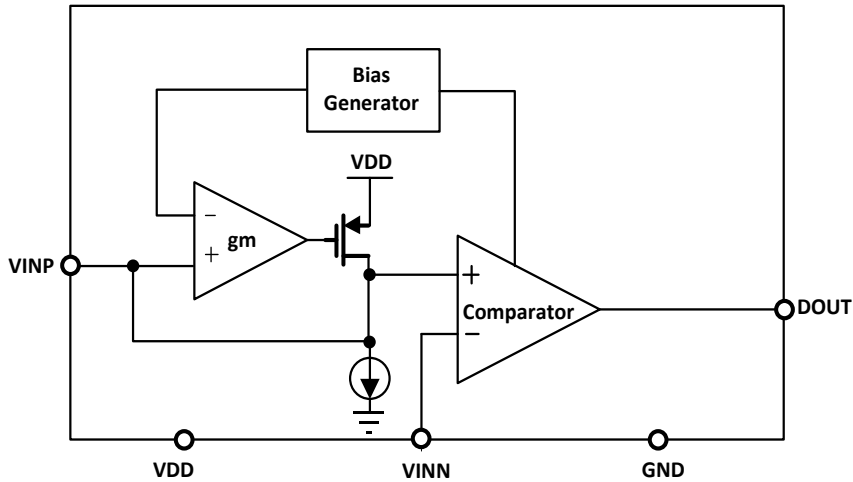 Bias
Generator
VDD
−
gm
+
VINP
+
Comparator
−
DOUT
VDD
VINN
GND